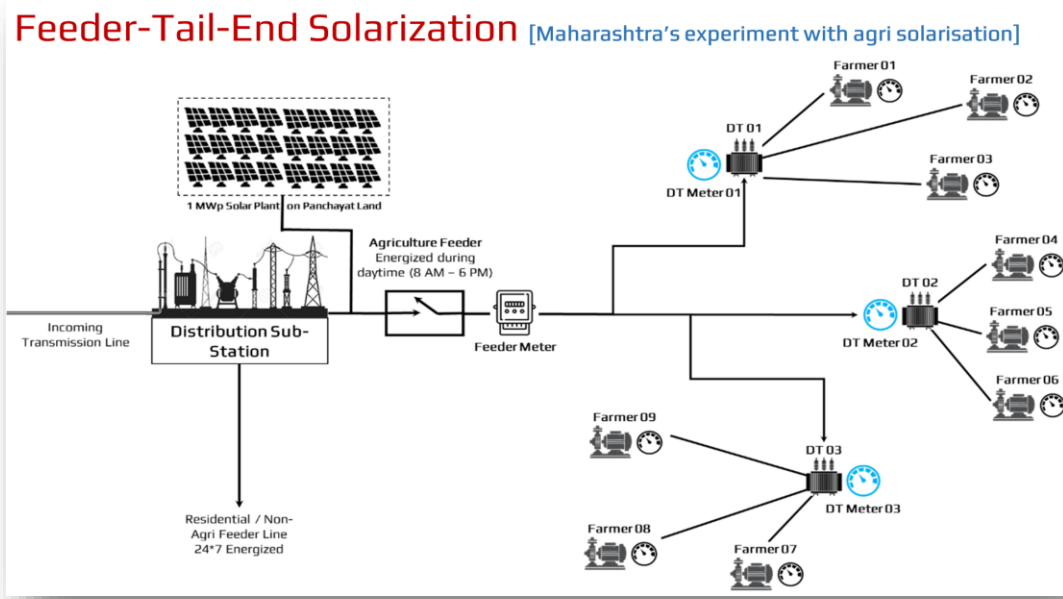 Feeder-Tail-End Solarization [Maharashtra's experiment with agri solarisation]
1 MWp Solar Plant on Panchayat Land
Incoming
Transmission Line
Distribution Sub-
Station
Residential / Non-
Agri Feeder Line
24*7 Energized
Agriculture Feeder
Energized during
daytime (8 AM – 6 PM)
Feeder Meter
DT 01
DT Meter 01
Farmer 01
Farmer 02
Farmer 03
DT 02
DT Meter 02
Farmer 04
Farmer 05
Farmer 06
DT 03
DT Meter 03
Farmer 09
Farmer 08
Farmer 07